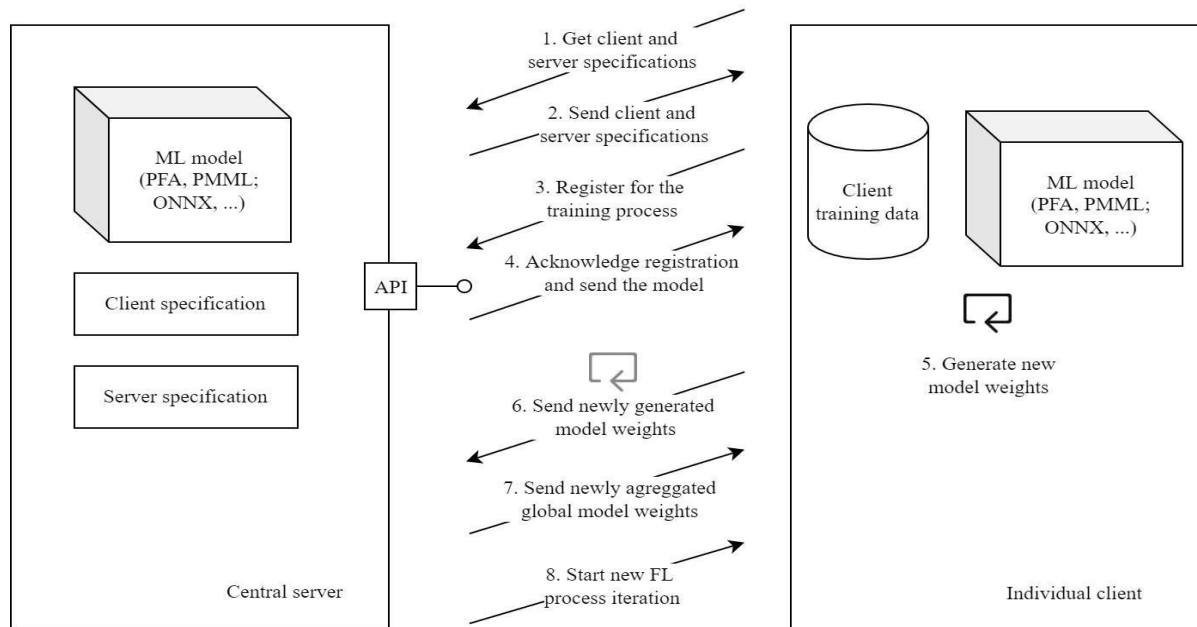 1. Get client and
server specifications
2. Send client and
server specifications
ML model
(PFA, PMML;
ONNX, ...)
3. Register for the
training process
Client
training data
ML model
(PFA, PMML;
ONNX, ...)
4. Acknowledge registration
and send the model
API
Client specification
Server specification
5. Generate new
model weights
6. Send newly generated
model weights
7. Send newly agreggated
global model weights
8. Start new FL
process iteration
Central server
Individual client